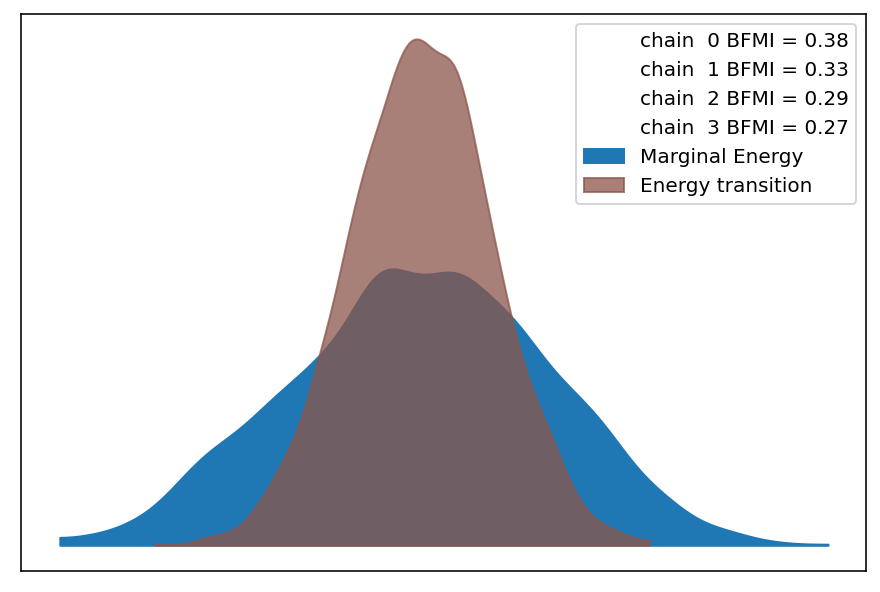 chain  0 BFMI = 0.38
chain  1 BFMI = 0.33
chain  2 BFMI = 0.29
chain  3 BFMI = 0.27
Marginal Energy
Energy transition